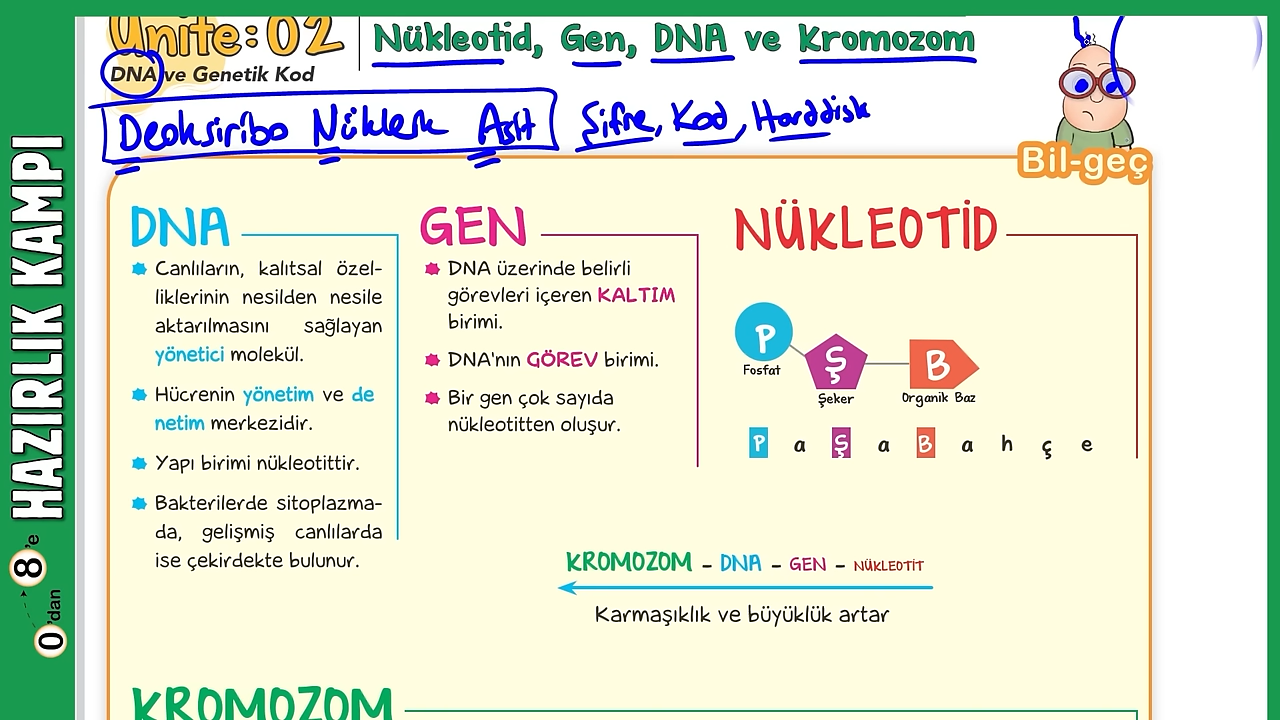 Ünite: 02
DNA ve Genetik Kod
Nükleotid, Gen, DNA ve Kromozom
Deoksiribo Nükleik Asit
Şifre, Kod, Harddisk
Bil-geç
0'dan 8'e HAZIRLIK KAMPI
DNA
Canlıların, kalıtsal özel-
liklerinin nesilden nesile
aktarılmasını sağlayan
yönetici molekül.
Hücrenin yönetim ve de
netim merkezidir.
Yapı birimi nükleotittir.
Bakterilerde sitoplazma-
da, gelişmiş canlılarda
ise çekirdekte bulunur.
GEN
DNA üzerinde belirli
görevleri içeren KALTIM
birimi.
DNA'nın GÖREV birimi.
Bir gen çok sayıda
nükleotitten oluşur.
NÜKLEOTİD
P Ş B
Fosfat Şeker Organik Baz
P a Ş a B a h ç e
KROMOZOM - DNA - GEN - NÜKLEOTİT
Karmaşıklık ve büyüklük artar
KROMOZOM